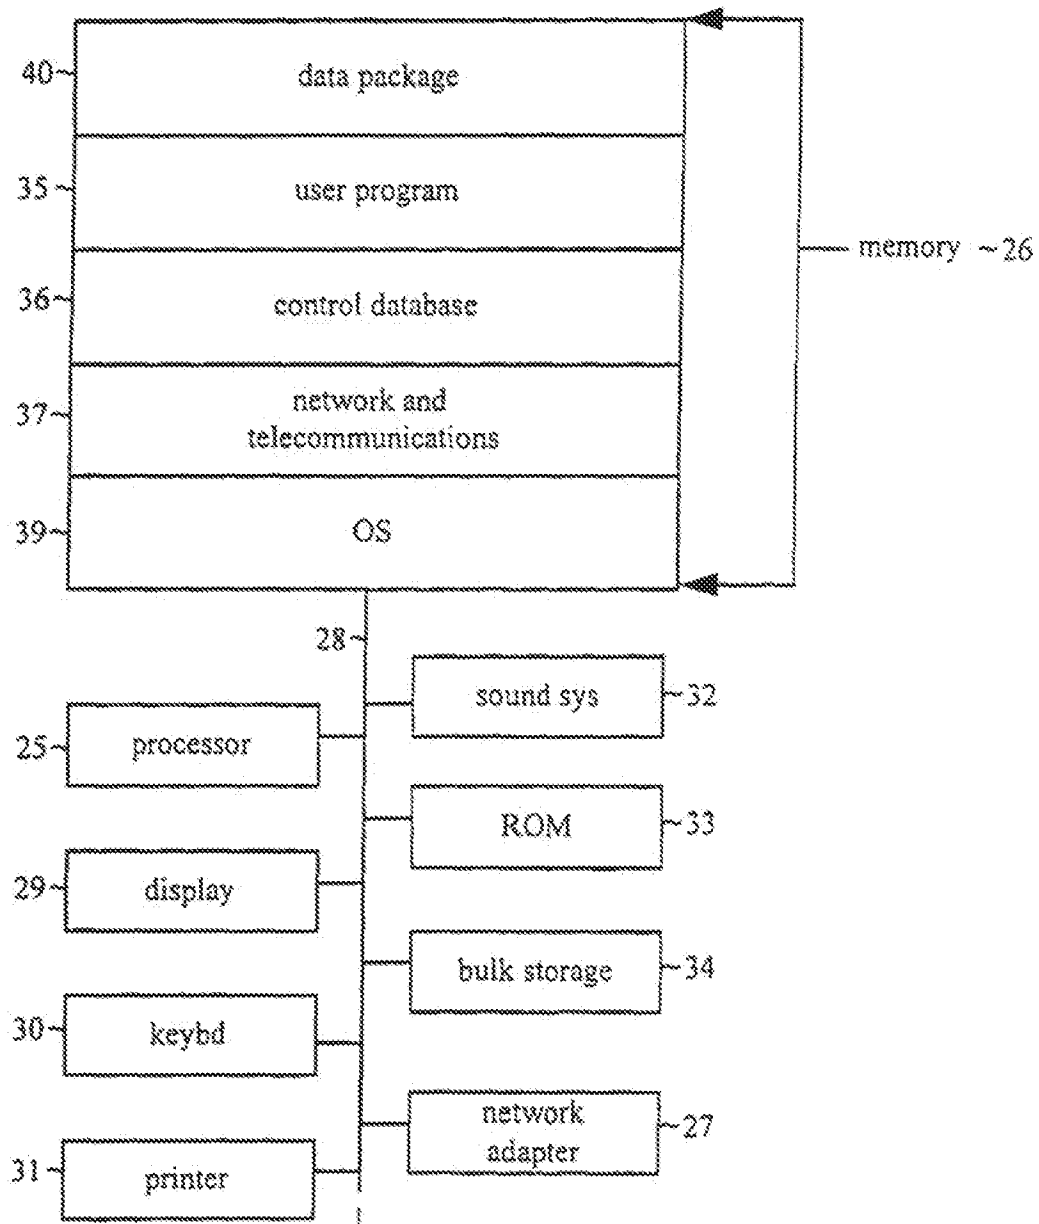 40 data package
35 user program
memory ~26
36 control database
37 network and
telecommunications
39 OS
28
sound sys 32
25 processor
ROM 33
29 display
bulk storage 34
30 keybd
network
adapter 27
31 printer